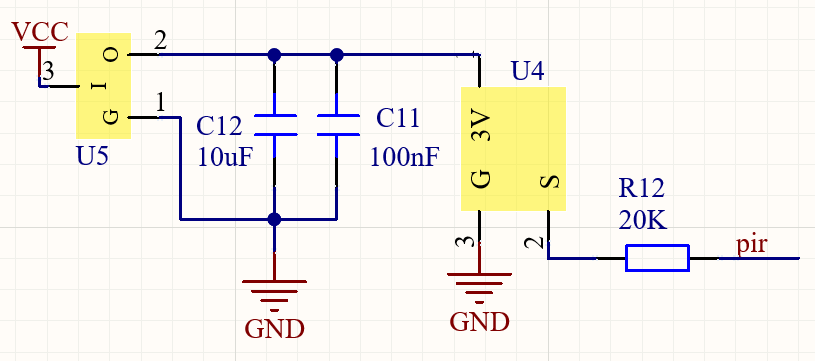 VCC
3
O
I
G
2
1
U5
C12
10uF
C11
100nF
GND
U4
3V
G
S
3
2
GND
R12
20K
pir